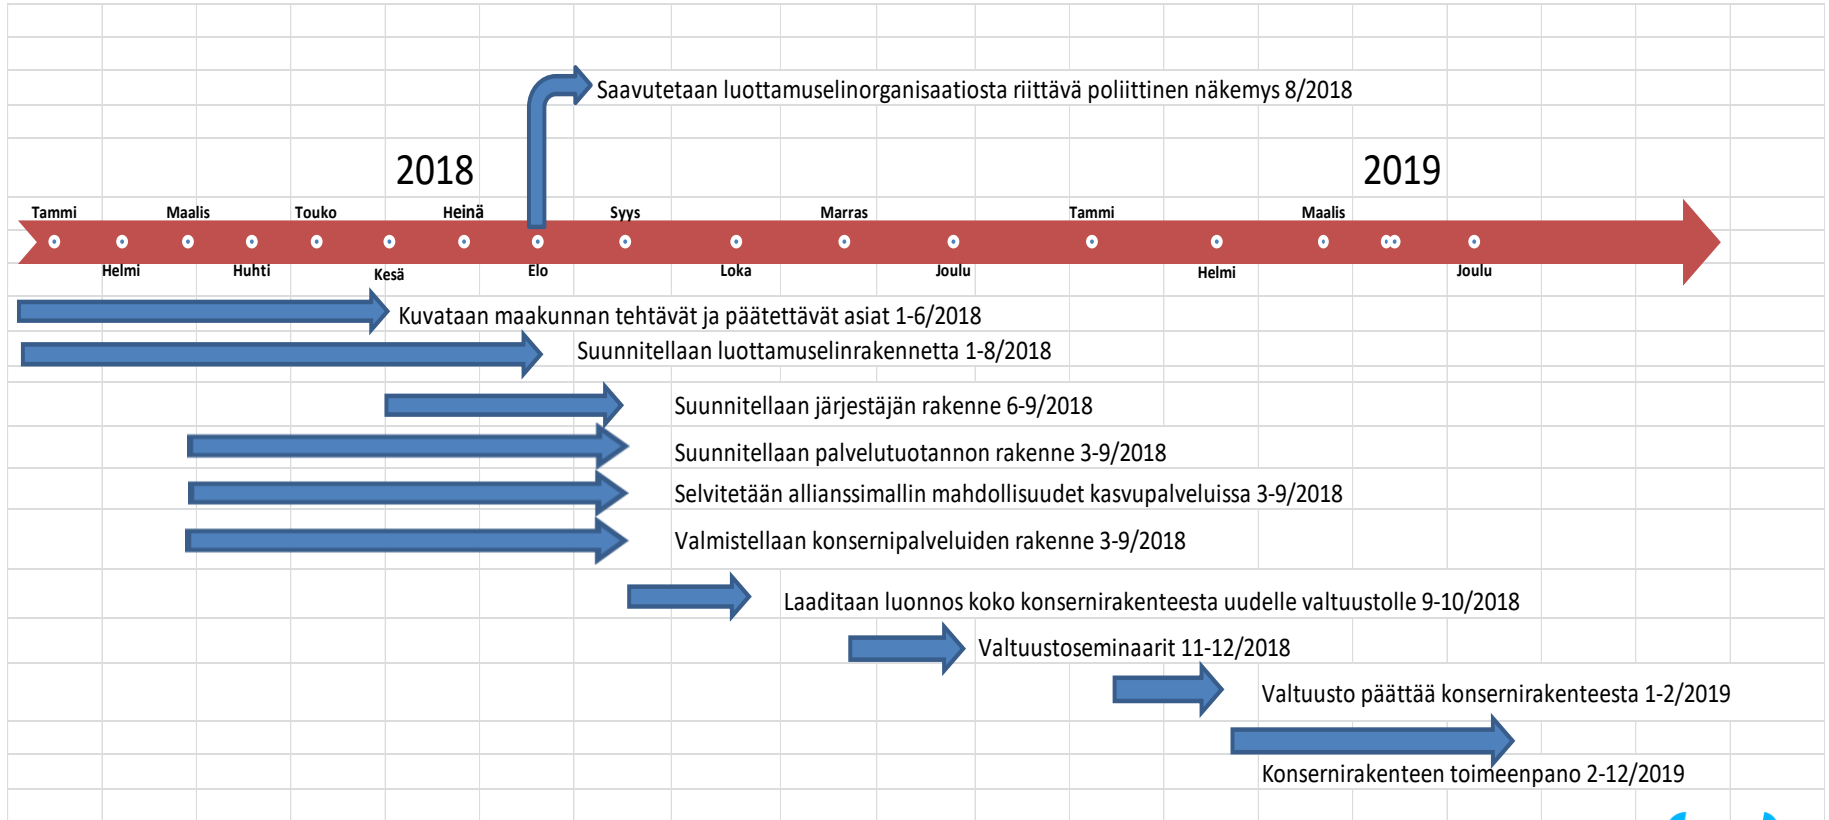 Saavutetaan luottamuselinorganisaatiosta riittävä poliittinen näkemys 8/2018
2018
2019
Tammi
Maalis
Touko
Heinä
Syys
Marras
Tammi
Maalis
Helmi
Huhti
Kesä
Elo
Loka
Joulu
Helmi
Joulu
Kuvataan maakunnan tehtävät ja päätettävät asiat 1-6/2018
Suunnitellaan luottamuselinrakennetta 1-8/2018
Suunnitellaan järjestäjän rakenne 6-9/2018
Suunnitellaan palvelutuotannon rakenne 3-9/2018
Selvitetään allianssimallin mahdollisuudet kasvupalveluissa 3-9/2018
Valmistellaan konsernipalveluiden rakenne 3-9/2018
Laaditaan luonnos koko konsernirakenteesta uudelle valtuustolle 9-10/2018
Valtuustoseminaarit 11-12/2018
Valtuusto päättää konsernirakenteesta 1-2/2019
Konsernirakenteen toimeenpano 2-12/2019